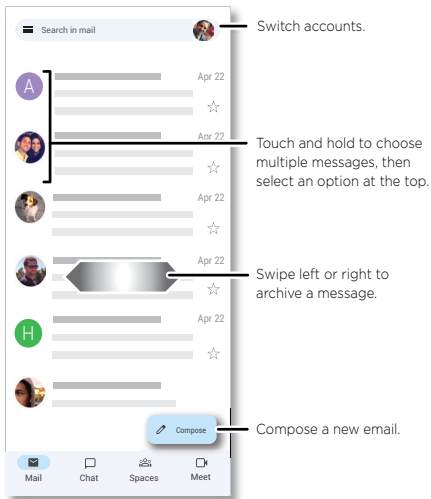 Search in mail
Switch accounts.
A
Apr 22
Apr 22
Touch and hold to choose
multiple messages, then
select an option at the top.
Apr 22
Apr 22
Swipe left or right to
archive a message.
H
Apr 22
Compose
Compose a new email.
Mail
Chat
Spaces
Meet